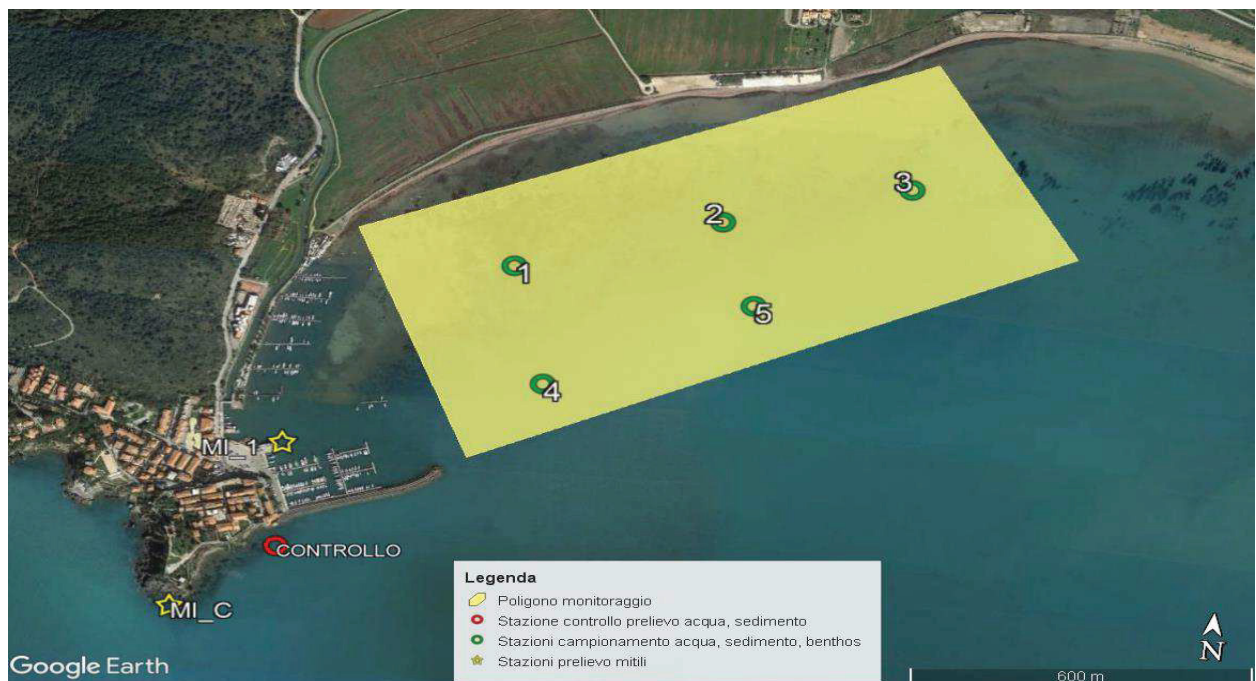 3
2
1
5
4
MI_1
CONTROLLO
MI_C
Legenda
Poligono monitoraggio
Stazione controllo prelievo acqua, sedimento
Stazioni campionamento acqua, sedimento, benthos
Stazioni prelievo mitili
N
Google Earth
600 m